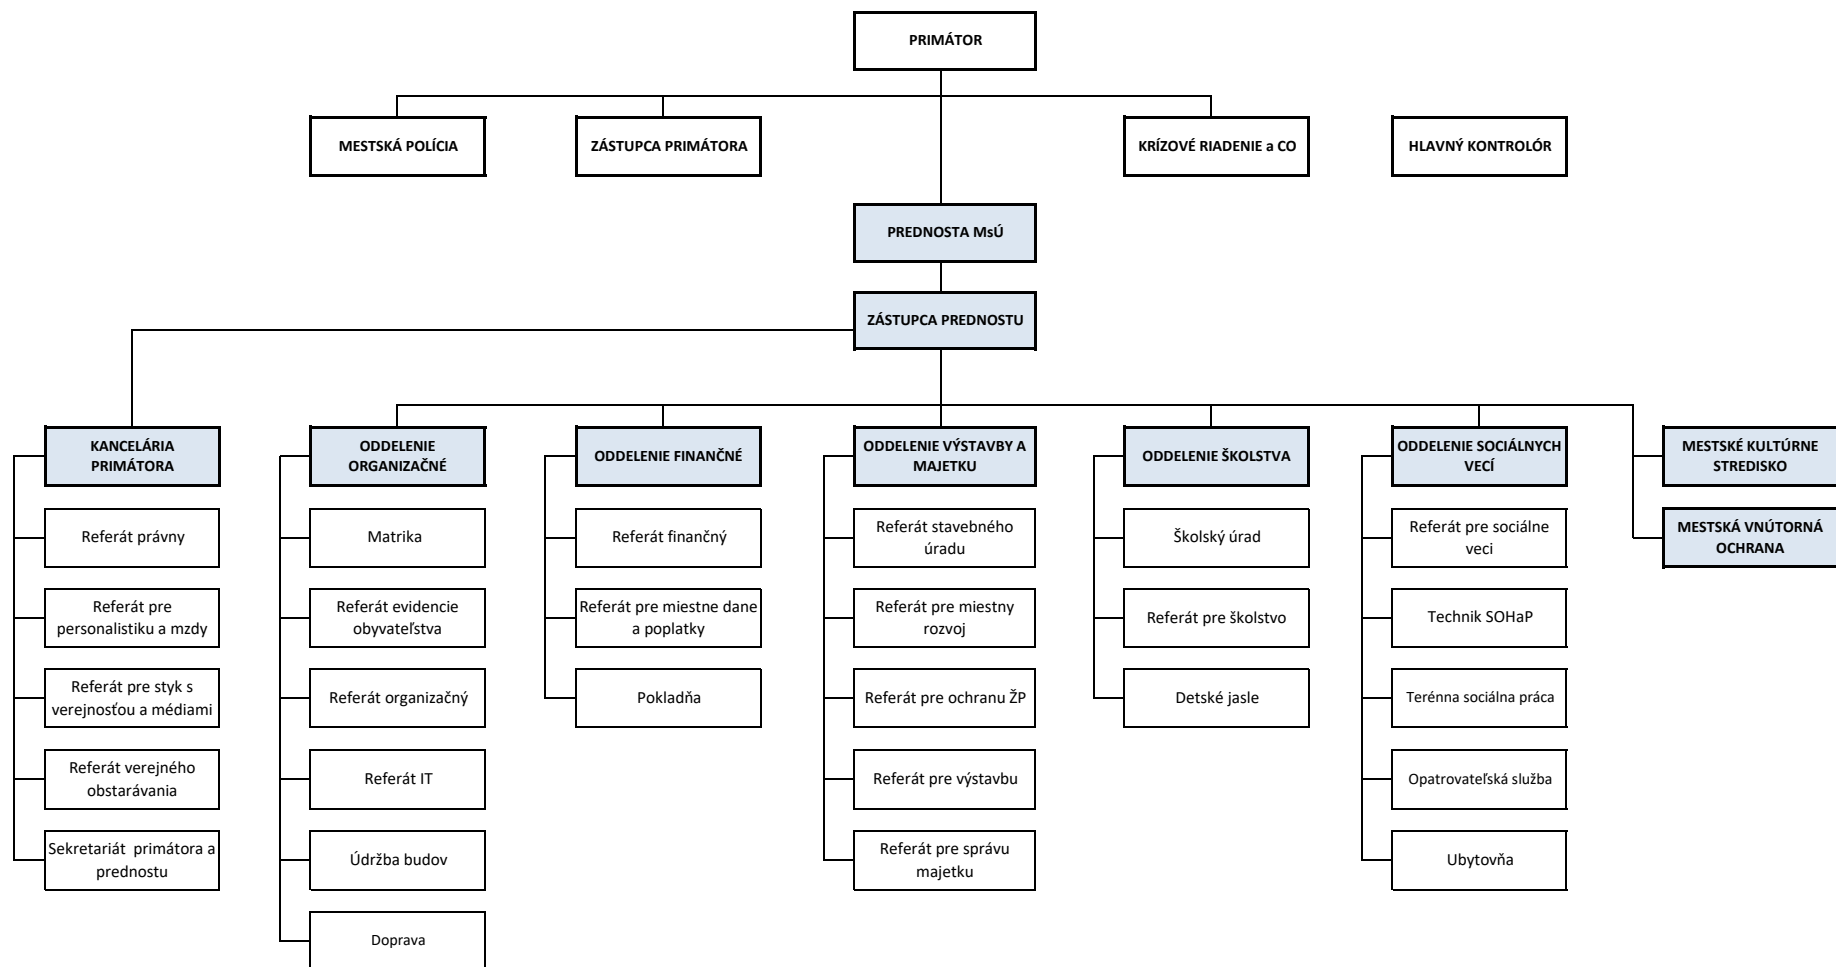 PRIMÁTOR
MESTSKÁ POLÍCIA
ZÁSTUPCA PRIMÁTORA
KRÍZOVÉ RIADENIE a CO
HLAVNÝ KONTROLÓR
PREDNOSTA MsÚ
ZÁSTUPCA PREDNOSTU
KANCELÁRIA
PRIMÁTORA
Referát právny
Referát pre
personalistiku a mzdy
Referát pre styk s
verejnosťou a médiami
Referát verejného
obstarávania
Sekretariát primátora a
prednostu
ODDELENIE
ORGANIZAČNÉ
Matrika
Referát evidencie
obyvateľstva
Referát organizačný
Referát IT
Údržba budov
Doprava
ODDELENIE FINANČNÉ
Referát finančný
Referát pre miestne dane
a poplatky
Pokladňa
ODDELENIE VÝSTAVBY A
MAJETKU
Referát stavebného
úradu
Referát pre miestny
rozvoj
Referát pre ochranu ŽP
Referát pre výstavbu
Referát pre správu
majetku
ODDELENIE ŠKOLSTVA
Školský úrad
Referát pre školstvo
Detské jasle
ODDELENIE SOCIÁLNYCH
VECÍ
Referát pre sociálne
veci
Technik SOHaP
Terénna sociálna práca
Opatrovateľská služba
Ubytovňa
MESTSKÉ KULTÚRNE
STREDISKO
MESTSKÁ VNÚTORNÁ
OCHRANA